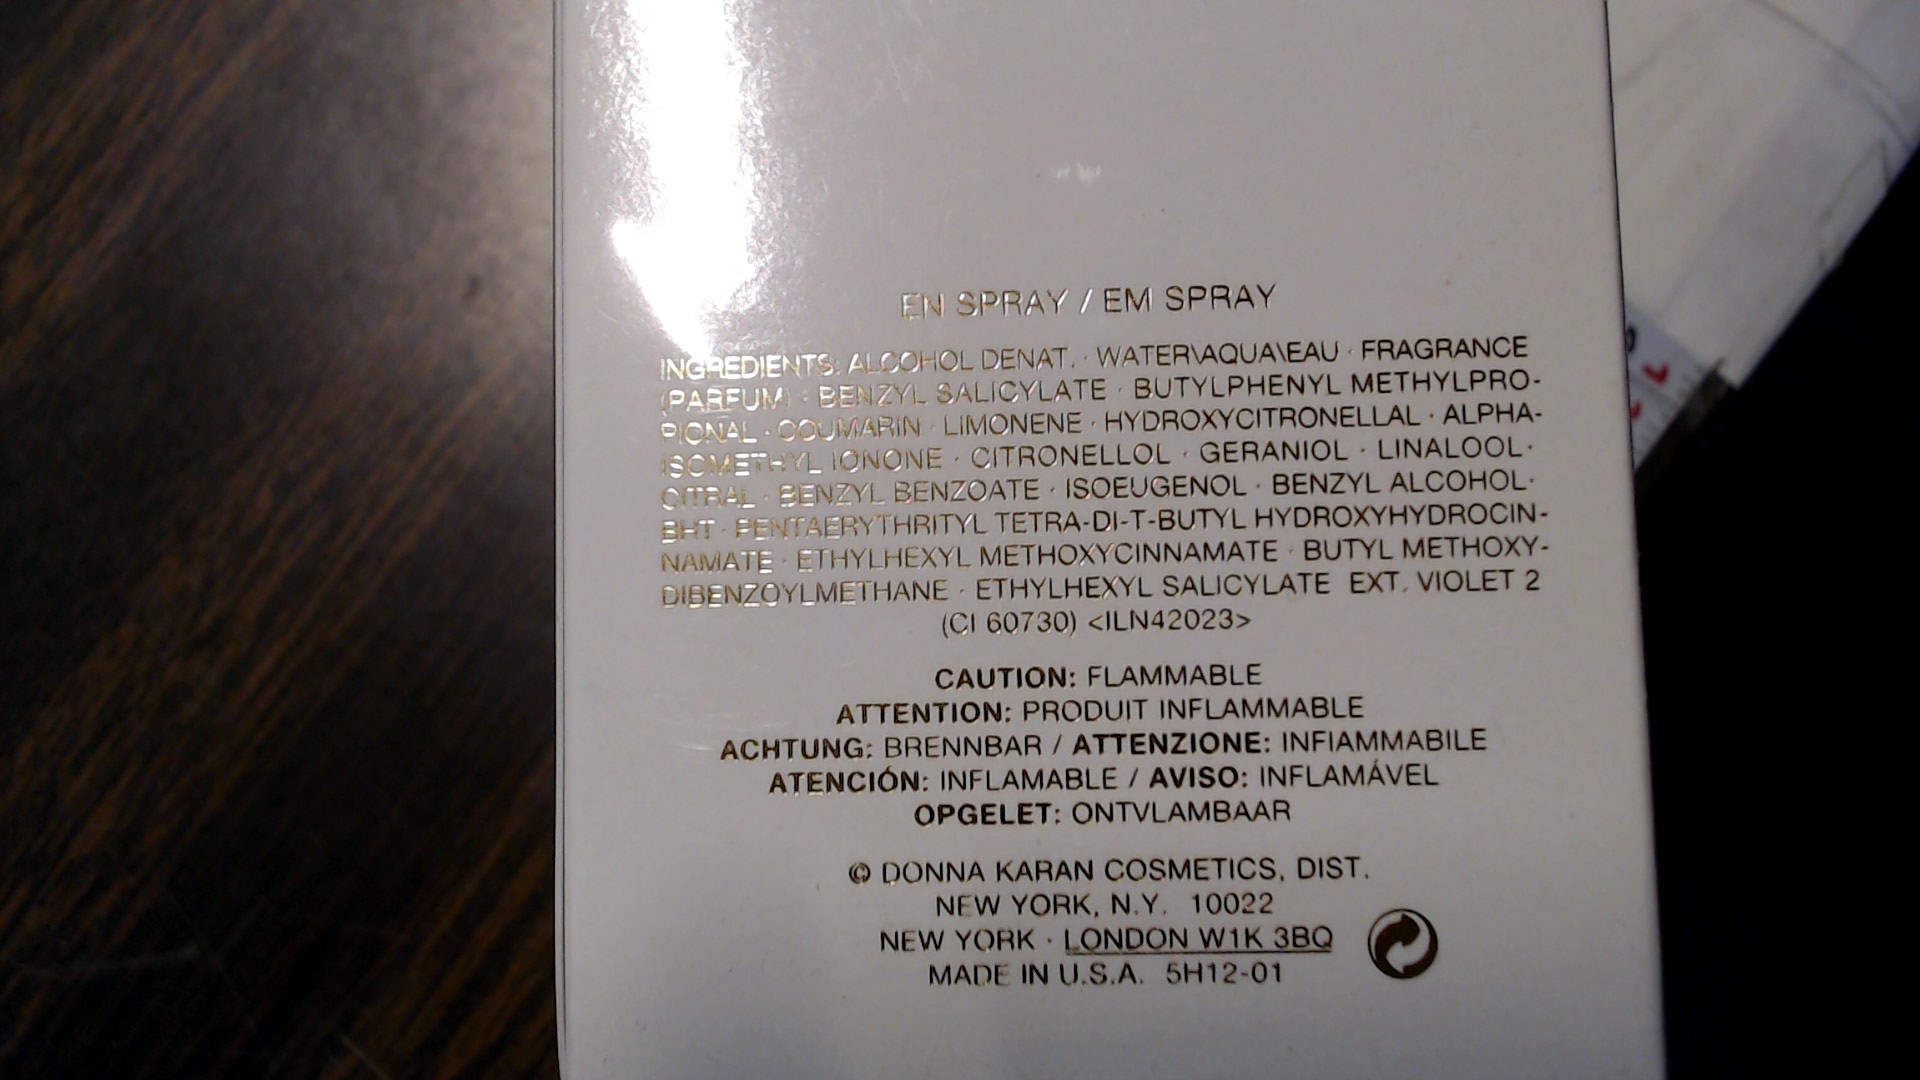 EN SPRAY / EM SPRAY
INGREDIENTS: ALCOHOL DENAT. · WATER\AQUA\EAU · FRAGRANCE
(PARFUM) · BENZYL SALICYLATE · BUTYLPHENYL METHYLPRO-
PIONAL · COUMARIN · LIMONENE · HYDROXYCITRONELLAL · ALPHA-
ISOMETHYL IONONE · CITRONELLOL · GERANIOL · LINALOOL ·
CITRAL · BENZYL BENZOATE · ISOEUGENOL · BENZYL ALCOHOL ·
BHT · PENTAERYTHRITYL TETRA-DI-T-BUTYL HYDROXYHYDROCIN-
NAMATE · ETHYLHEXYL METHOXYCINNAMATE · BUTYL METHOXY-
DIBENZOYLMETHANE · ETHYLHEXYL SALICYLATE EXT. VIOLET 2
(CI 60730) <ILN42023>
CAUTION: FLAMMABLE
ATTENTION: PRODUIT INFLAMMABLE
ACHTUNG: BRENNBAR / ATTENZIONE: INFIAMMABILE
ATENCIÓN: INFLAMABLE / AVISO: INFLAMÁVEL
OPGELET: ONTVLAMBAAR
© DONNA KARAN COSMETICS, DIST.
NEW YORK, N.Y. 10022
NEW YORK · LONDON W1K 3BQ
MADE IN U.S.A. 5H12-01